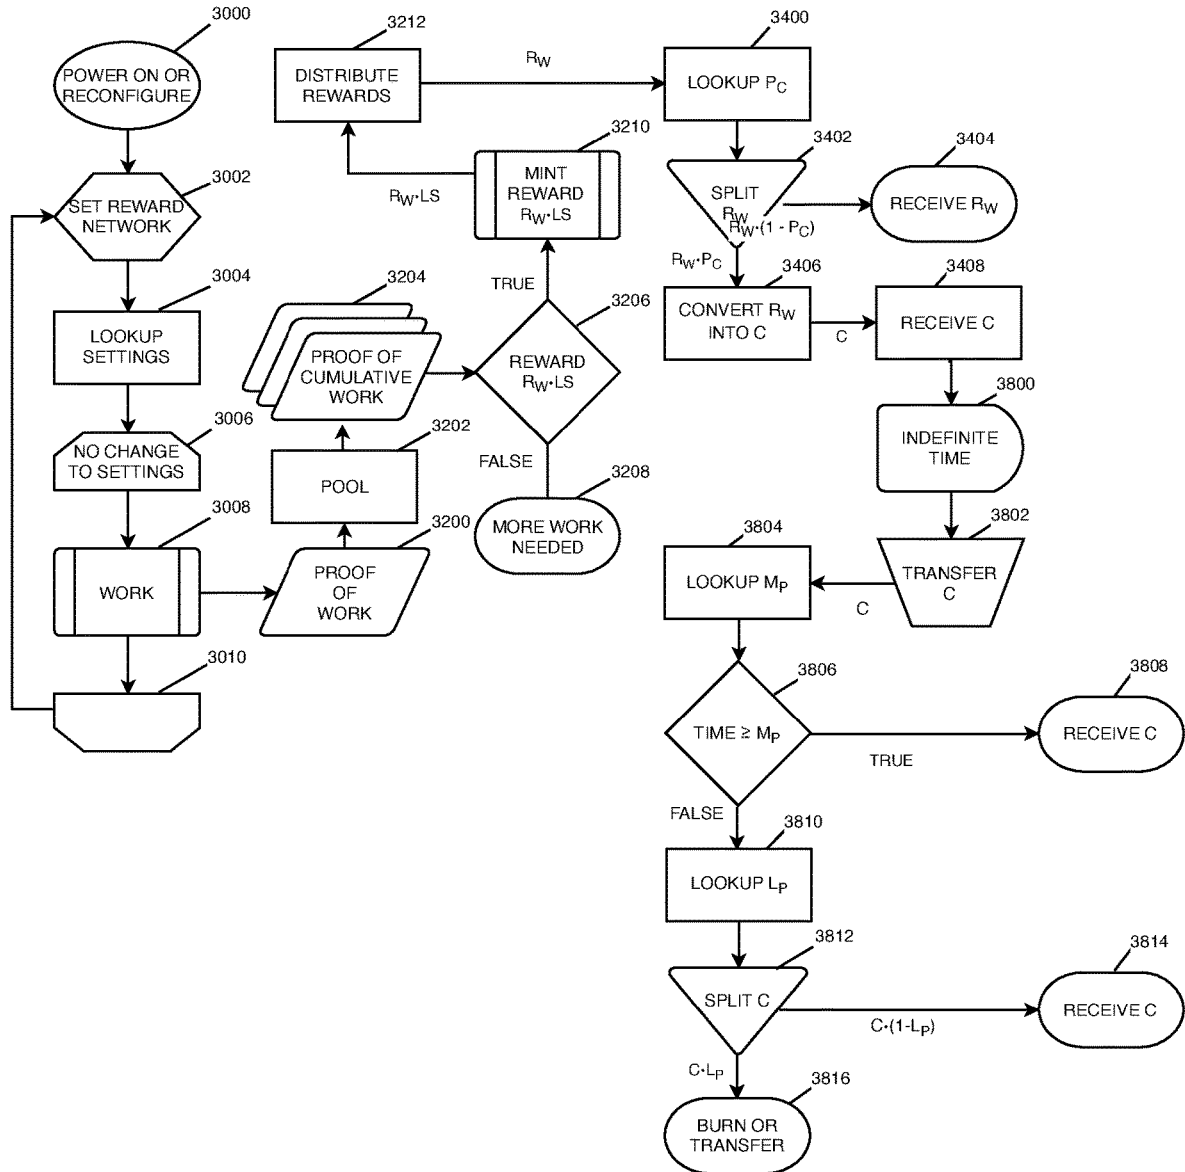 3000
POWER ON OR
RECONFIGURE
3002
SET REWARD
NETWORK
3004
LOOKUP
SETTINGS
3006
NO CHANGE
TO SETTINGS
3008
WORK
3010
3200
PROOF
OF
WORK
3202
POOL
3204
PROOF OF
CUMULATIVE
WORK
3206
REWARD
RW·LS
FALSE
3208
MORE WORK
NEEDED
TRUE
3210
MINT
REWARD
RW·LS
RW·LS
3212
DISTRIBUTE
REWARDS
RW
3400
LOOKUP PC
3402
SPLIT
RW
RW·(1 - PC)
3404
RECEIVE RW
RW·PC
3406
CONVERT RW
INTO C
C
3408
RECEIVE C
3800
INDEFINITE
TIME
3802
TRANSFER
C
C
3804
LOOKUP MP
3806
TIME ≥ MP
TRUE
3808
RECEIVE C
FALSE
3810
LOOKUP LP
3812
SPLIT C
C·(1-LP)
3814
RECEIVE C
C·LP
3816
BURN OR
TRANSFER